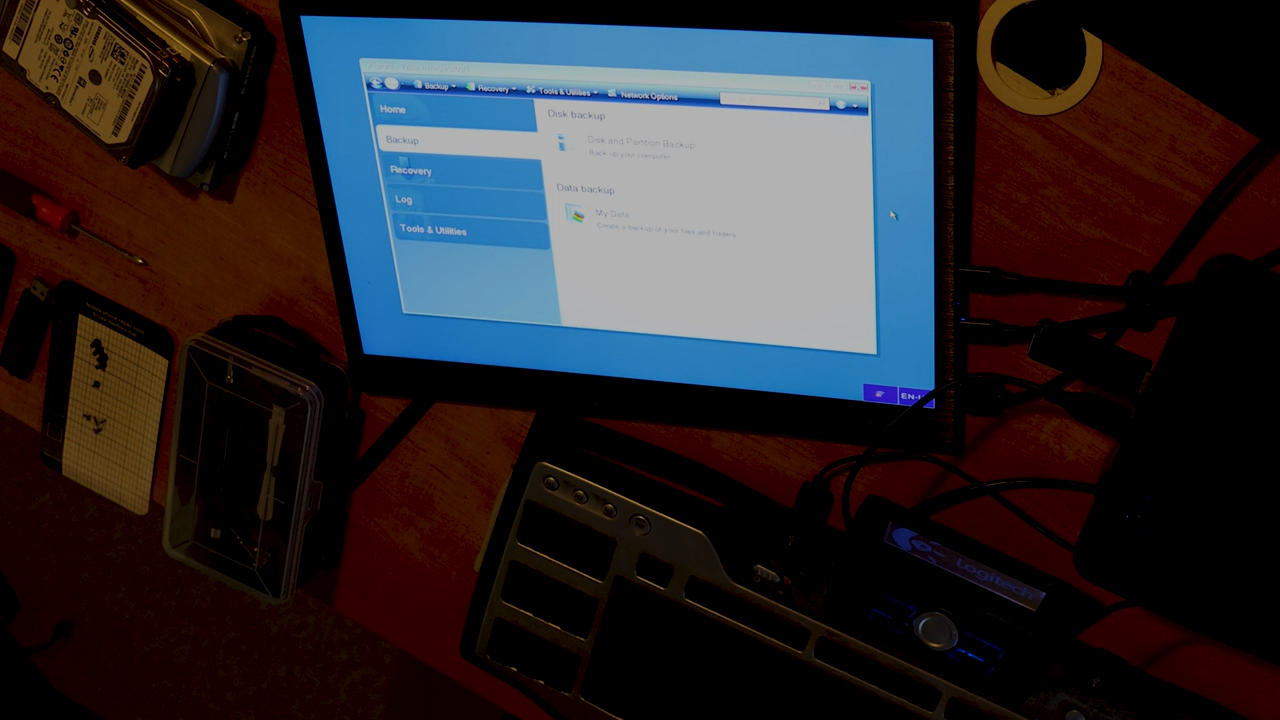 Backup
Recovery
Tools & Utilities
Network Options
Home
Backup
Recovery
Log
Tools & Utilities
Disk backup
Disk and Partition Backup
Back up your computer
Data backup
My Data
Create a backup of your files and folders
EN-
Logitech